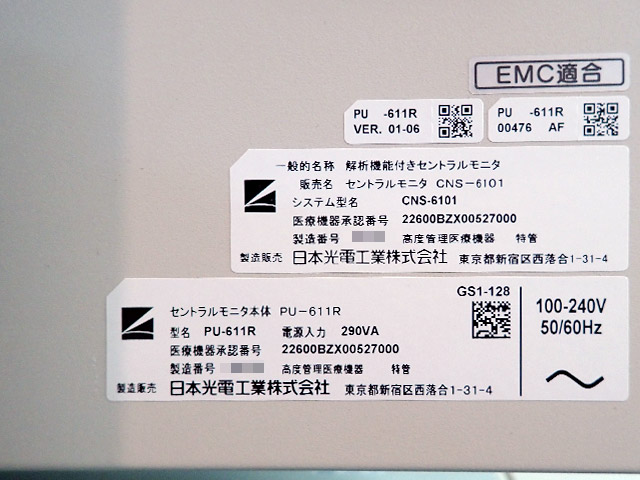 EMC適合
PU -611R
VER. 01-06
PU -611R
00476 AF
一般的名称 解析機能付きセントラルモニタ
販売名 セントラルモニタ CNS-6101
システム型名 CNS-6101
医療機器承認番号 22600BZX00527000
製造番号 高度管理医療機器 特管
製造販売 日本光電工業株式会社 東京都新宿区西落合1-31-4
GS1-128
セントラルモニタ本体 PU-611R
型名 PU-611R 電源入力 290VA
医療機器承認番号 22600BZX00527000
製造番号 高度管理医療機器 特管
製造販売 日本光電工業株式会社 東京都新宿区西落合1-31-4
100-240V
50/60Hz